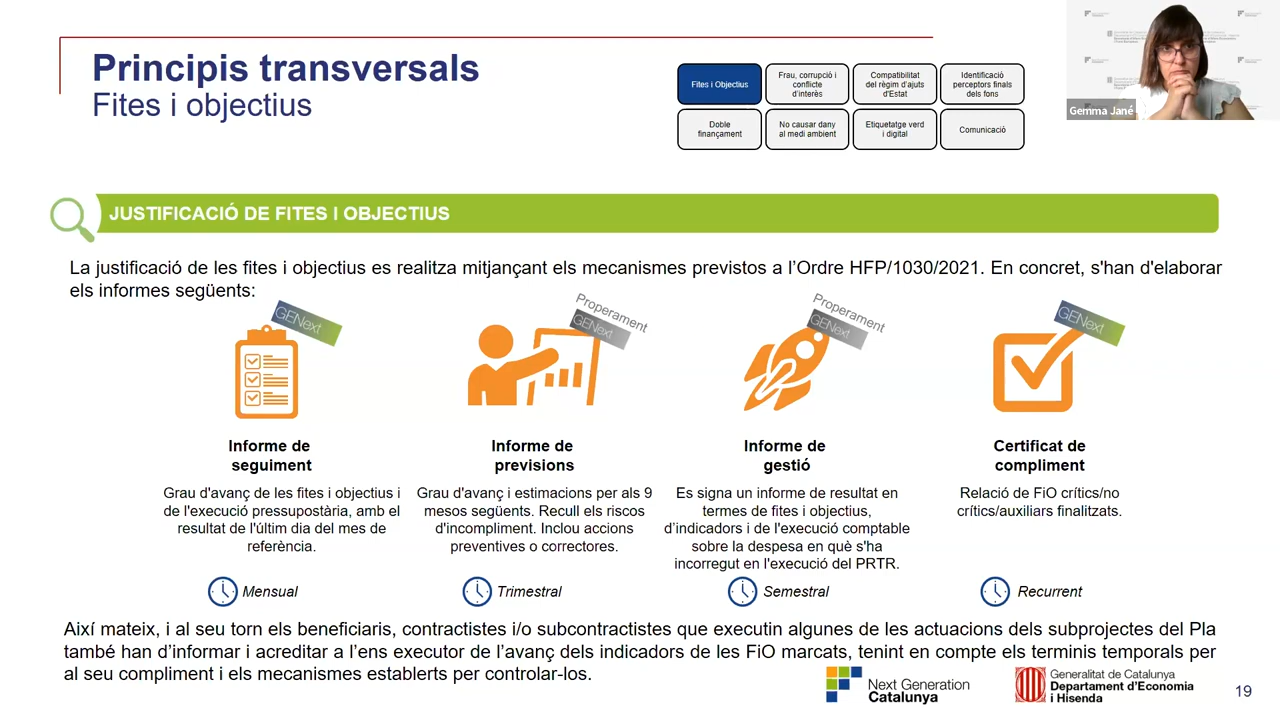 Principis transversals
Fites i objectius
Fites i Objectius
Frau, corrupció i
conflicte
d'interès
Compatibilitat
del règim d'ajuts
d'Estat
Identificació
perceptors finals
dels fons
Doble
finançament
No causar dany
al medi ambient
Etiquetatge verd
i digital
Comunicació
Gemma Jané
JUSTIFICACIÓ DE FITES I OBJECTIUS
La justificació de les fites i objectius es realitza mitjançant els mecanismes previstos a l’Ordre HFP/1030/2021. En concret, s'han d'elaborar
els informes següents:
GENext
Properament
GENext
Properament
GENext
GENext
Informe de
seguiment
Grau d'avanç de les fites i objectius i
de l'execució pressupostària, amb el
resultat de l'últim dia del mes de
referència.
Mensual
Informe de
previsions
Grau d'avanç i estimacions per als 9
mesos següents. Recull els riscos
d'incompliment. Inclou accions
preventives o correctores.
Trimestral
Informe de
gestió
Es signa un informe de resultat en
termes de fites i objectius,
d’indicadors i de l'execució comptable
sobre la despesa en què s'ha
incorregut en l'execució del PRTR.
Semestral
Certificat de
compliment
Relació de FiO crítics/no
crítics/auxiliars finalitzats.
Recurrent
Així mateix, i al seu torn els beneficiaris, contractistes i/o subcontractistes que executin algunes de les actuacions dels subprojectes del Pla
també han d’informar i acreditar a l’ens executor de l’avanç dels indicadors de les FiO marcats, tenint en compte els terminis temporals per
al seu compliment i els mecanismes establerts per controlar-los.
Next Generation
Catalunya
Generalitat de Catalunya
Departament d’Economia
i Hisenda
19